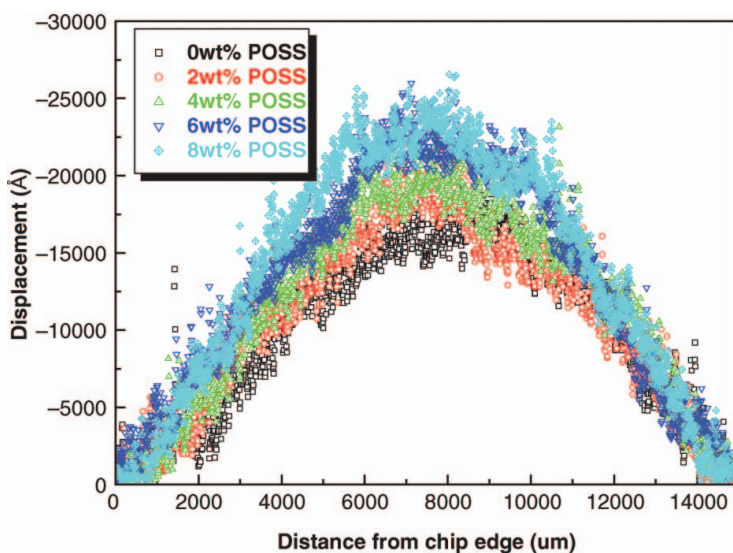 −30000
−25000
−20000
−15000
−10000
−5000
0
Displacement (Å)
0wt% POSS
2wt% POSS
4wt% POSS
6wt% POSS
8wt% POSS
0 2000 4000 6000 8000 10000 12000 14000
Distance from chip edge (um)